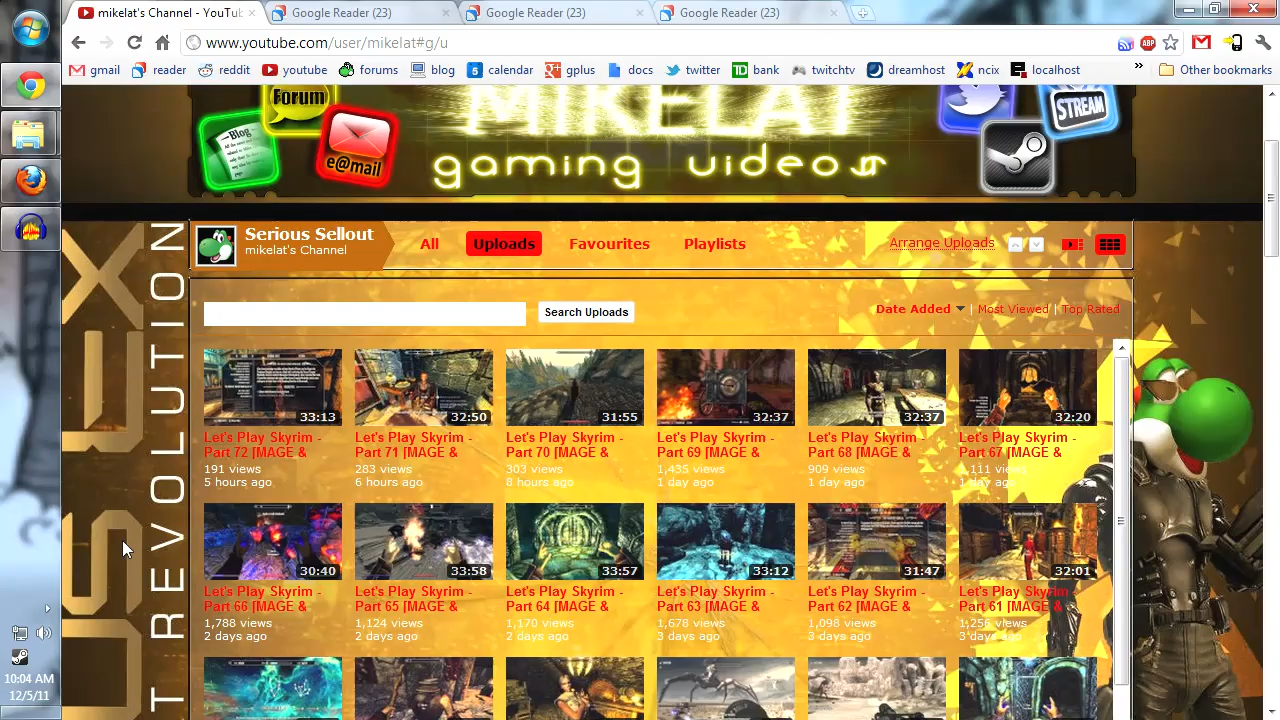 mikelat's Channel - YouTub
Google Reader (23)
Google Reader (23)
Google Reader (23)
www.youtube.com/user/mikelat#g/u
ABP
gmail
reader
reddit
youtube
forums
blog
5 calendar
gplus
docs
twitter
TD bank
twitchtv
dreamhost
ncix
localhost
»
Other bookmarks
Forum
Blog
e@mail
MIKELAT
gaming videos
STREAM
Serious Sellout
mikelat's Channel
All
Uploads
Favourites
Playlists
Arrange Uploads
Search Uploads
Date Added | Most Viewed | Top Rated
33:13
32:50
31:55
32:37
32:37
32:20
Let's Play Skyrim -
Part 72 [MAGE &
191 views
5 hours ago
Let's Play Skyrim -
Part 71 [MAGE &
283 views
6 hours ago
Let's Play Skyrim -
Part 70 [MAGE &
303 views
8 hours ago
Let's Play Skyrim -
Part 69 [MAGE &
1,435 views
1 day ago
Let's Play Skyrim -
Part 68 [MAGE &
909 views
1 day ago
Let's Play Skyrim -
Part 67 [MAGE &
1,111 views
1 day ago
30:40
33:58
33:57
33:12
31:47
32:01
Let's Play Skyrim -
Part 66 [MAGE &
1,788 views
2 days ago
Let's Play Skyrim -
Part 65 [MAGE &
1,124 views
2 days ago
Let's Play Skyrim -
Part 64 [MAGE &
1,170 views
2 days ago
Let's Play Skyrim -
Part 63 [MAGE &
1,678 views
3 days ago
Let's Play Skyrim -
Part 62 [MAGE &
1,098 views
3 days ago
Let's Play Skyrim -
Part 61 [MAGE &
1,256 views
3 days ago
US EX
T REVOLUTION
10:04 AM
12/5/11